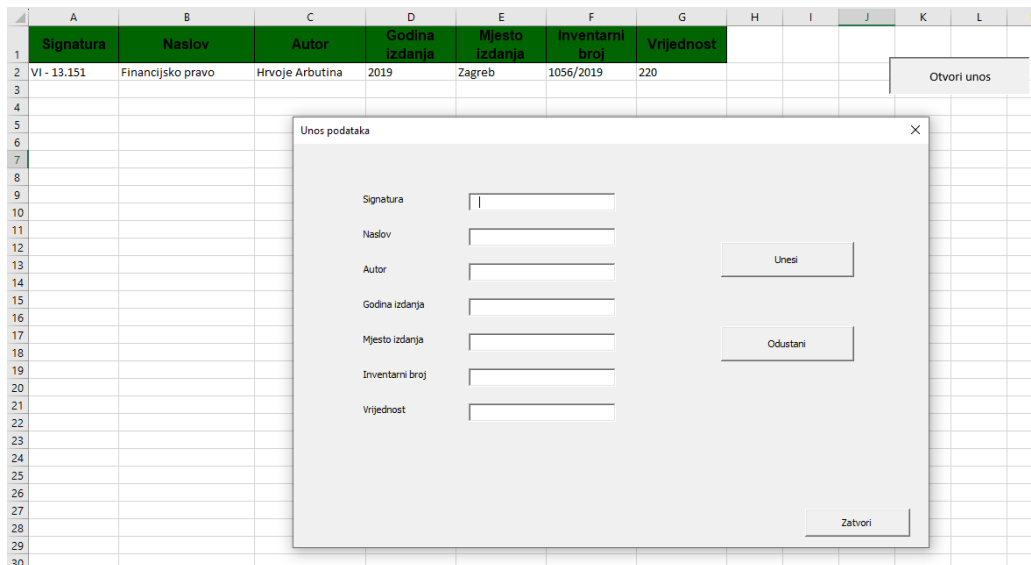 A B C D E F G H I J K L
1 Signatura Naslov Autor Godina izdanja Mjesto izdanja Inventarni broj Vrijednost
2 VI - 13.151 Financijsko pravo Hrvoje Arbutina 2019 Zagreb 1056/2019 220
Otvori unos
3
4
5
Unos podataka
6
7
8
9
Signatura
10
11
Naslov
12
13
Unesi
Autor
14
15
Godina izdanja
16
17
Mjesto izdanja
Odustani
18
19
Inventarni broj
20
21
Vrijednost
22
23
24
25
26
27
Zatvori
28
29
30